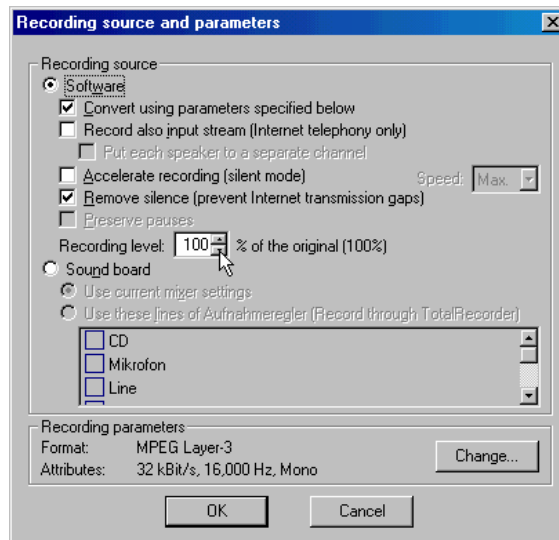 Recording source and parameters
Recording source
Software
Convert using parameters specified below
Record also input stream (Internet telephony only)
Put each speaker to a separate channel
Accelerate recording (silent mode) Speed: Max.
Remove silence (prevent Internet transmission gaps)
Preserve pauses
Recording level: 100 % of the original (100%)
Sound board
Use current mixer settings
Use these lines of Aufnahmeregler (Record through TotalRecorder)
CD
Mikrofon
Line
Recording parameters
Format: MPEG Layer-3
Attributes: 32 kBit/s, 16,000 Hz, Mono
Change...
OK Cancel